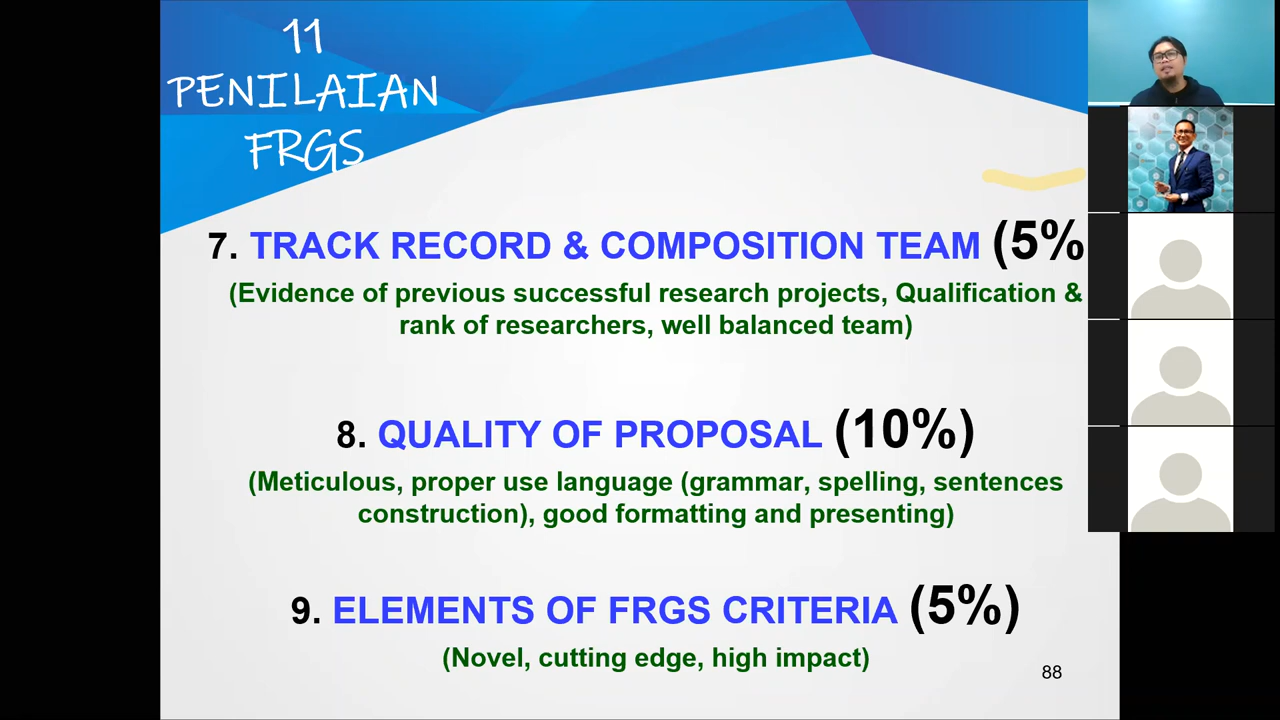 11
PENILAIAN
FRGS
7. TRACK RECORD & COMPOSITION TEAM (5%
(Evidence of previous successful research projects, Qualification &
rank of researchers, well balanced team)
8. QUALITY OF PROPOSAL (10%)
(Meticulous, proper use language (grammar, spelling, sentences
construction), good formatting and presenting)
9. ELEMENTS OF FRGS CRITERIA (5%)
(Novel, cutting edge, high impact)
88